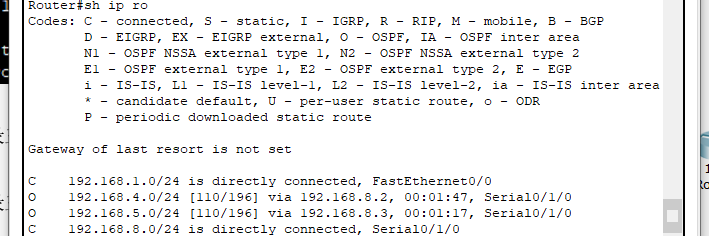 Router#sh ip ro
Codes: C - connected, S - static, I - IGRP, R - RIP, M - mobile, B - BGP
       D - EIGRP, EX - EIGRP external, O - OSPF, IA - OSPF inter area
       N1 - OSPF NSSA external type 1, N2 - OSPF NSSA external type 2
       E1 - OSPF external type 1, E2 - OSPF external type 2, E - EGP
       i - IS-IS, L1 - IS-IS level-1, L2 - IS-IS level-2, ia - IS-IS inter area
       * - candidate default, U - per-user static route, o - ODR
       P - periodic downloaded static route
Gateway of last resort is not set
C    192.168.1.0/24 is directly connected, FastEthernet0/0
O    192.168.4.0/24 [110/196] via 192.168.8.2, 00:01:47, Serial0/1/0
O    192.168.5.0/24 [110/196] via 192.168.8.3, 00:01:17, Serial0/1/0
C    192.168.8.0/24 is directly connected, Serial0/1/0